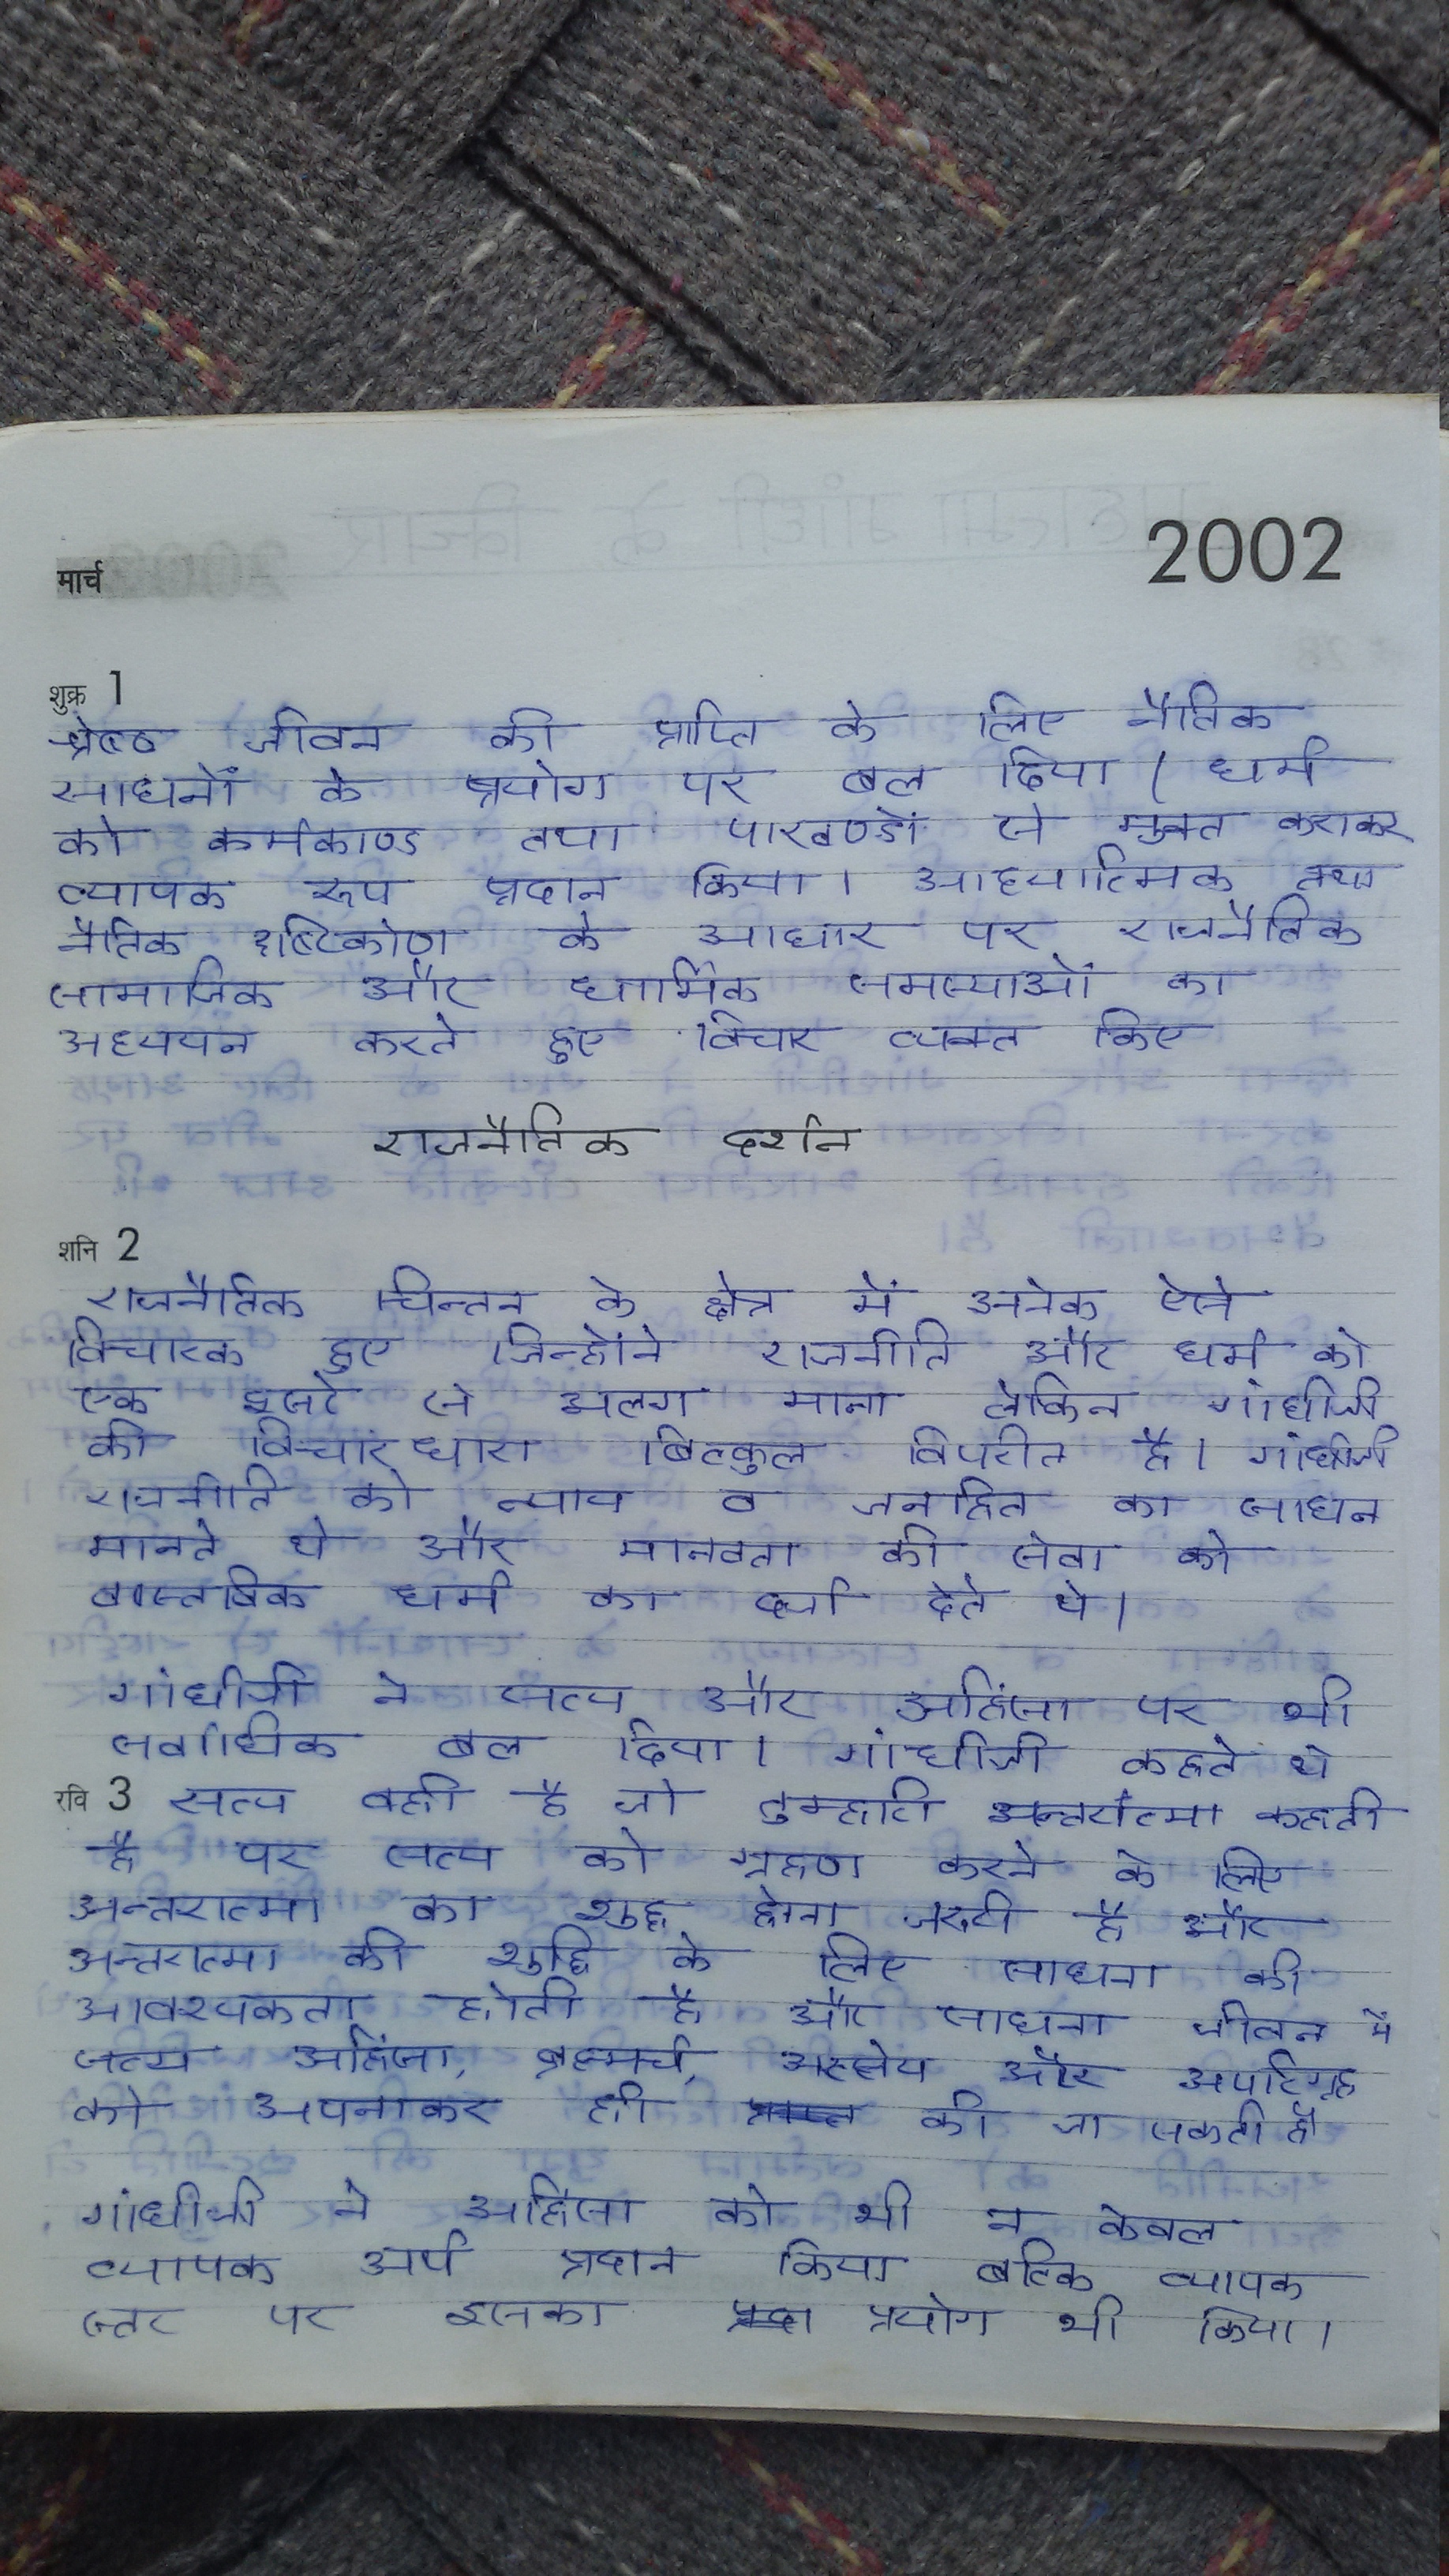 2002
मार्च
शुक्र 1
श्रेष्ठ जीवन की प्राप्ति के लिए नैतिक
साधनों के प्रयोग पर बल दिया। धर्म
को कर्मकाण्ड तथा पाखण्डों से मुक्त कराकर
व्यापक रूप प्रदान किया। आध्यात्मिक तथा
नैतिक दृष्टिकोण के आधार पर राजनैतिक
सामाजिक और धार्मिक समस्याओं का
अध्ययन करते हुए विचार व्यक्त किए
राजनैतिक दर्शन
शनि 2
राजनैतिक चिन्तन के क्षेत्र में अनेक ऐसे
विचारक हुए जिन्होंने राजनीति और धर्म को
एक दूसरे से अलग माना लेकिन गांधीजी
की विचारधारा बिल्कुल विपरीत है। गांधीजी
राजनीति को न्याय व जनहित का साधन
मानते थे और मानवता की सेवा को
वास्तविक धर्म का दर्जा देते थे।
गांधीजी ने सत्य और अहिंसा पर भी
सर्वाधिक बल दिया। गांधीजी कहते थे
रवि 3 सत्य वही है जो तुम्हारी अन्तरात्मा कहती
है पर सत्य को ग्रहण करने के लिए
अन्तरात्मा का शुद्ध होना जरूरी है और
अन्तरात्मा की शुद्धि के लिए साधना की
आवश्यकता होती है और साधना जीवन में
सत्य अहिंसा, ब्रह्मचर्य, अस्तेय और अपरिग्रह
को अपनाकर ही की जा सकती है
गांधीजी ने अहिंसा को भी न केवल
व्यापक अर्थ प्रदान किया बल्कि व्यापक
स्तर पर इसका प्रयोग भी किया।